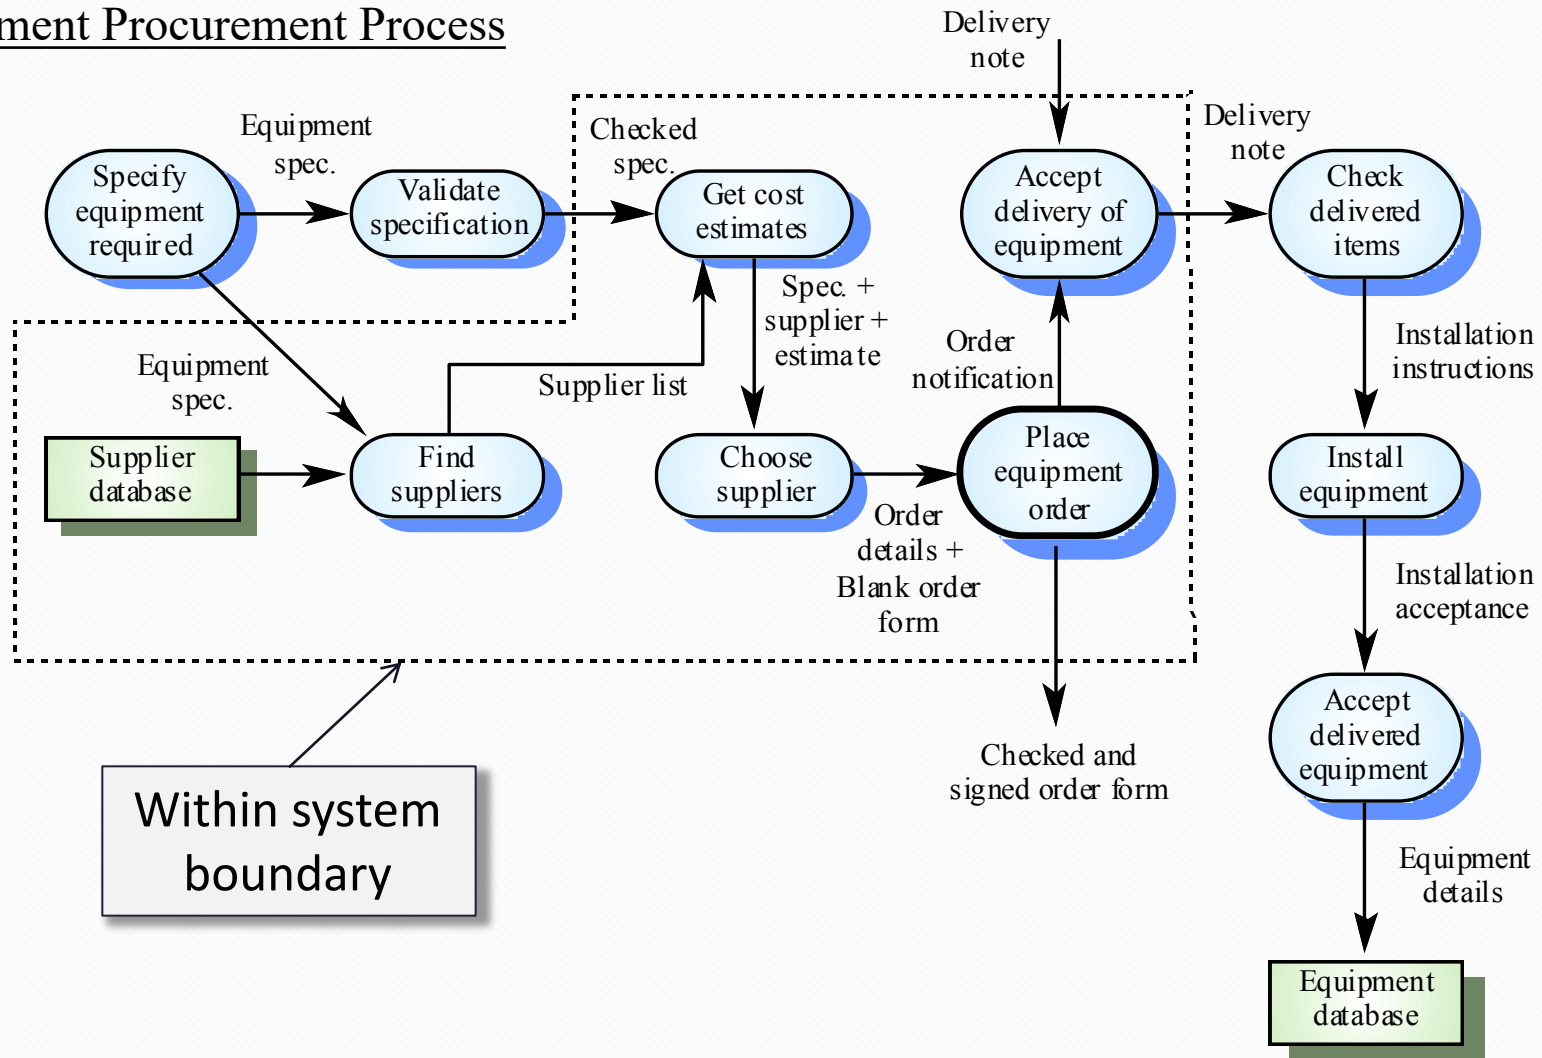 ment Procurement Process
Delivery
note
Equipment
spec.
Checked
spec.
Delivery
note
Specify
equipment
required
Validate
specification
Get cost
estimates
Accept
delivery of
equipment
Check
delivered
items
Spec. +
supplier +
estimate
Order
notification
Installation
instructions
Equipment
spec.
Supplier list
Supplier
database
Find
suppliers
Choose
supplier
Place
equipment
order
Install
equipment
Order
details +
Blank order
form
Installation
acceptance
Within system
boundary
Checked and
signed order form
Accept
delivered
equipment
Equipment
details
Equipment
database